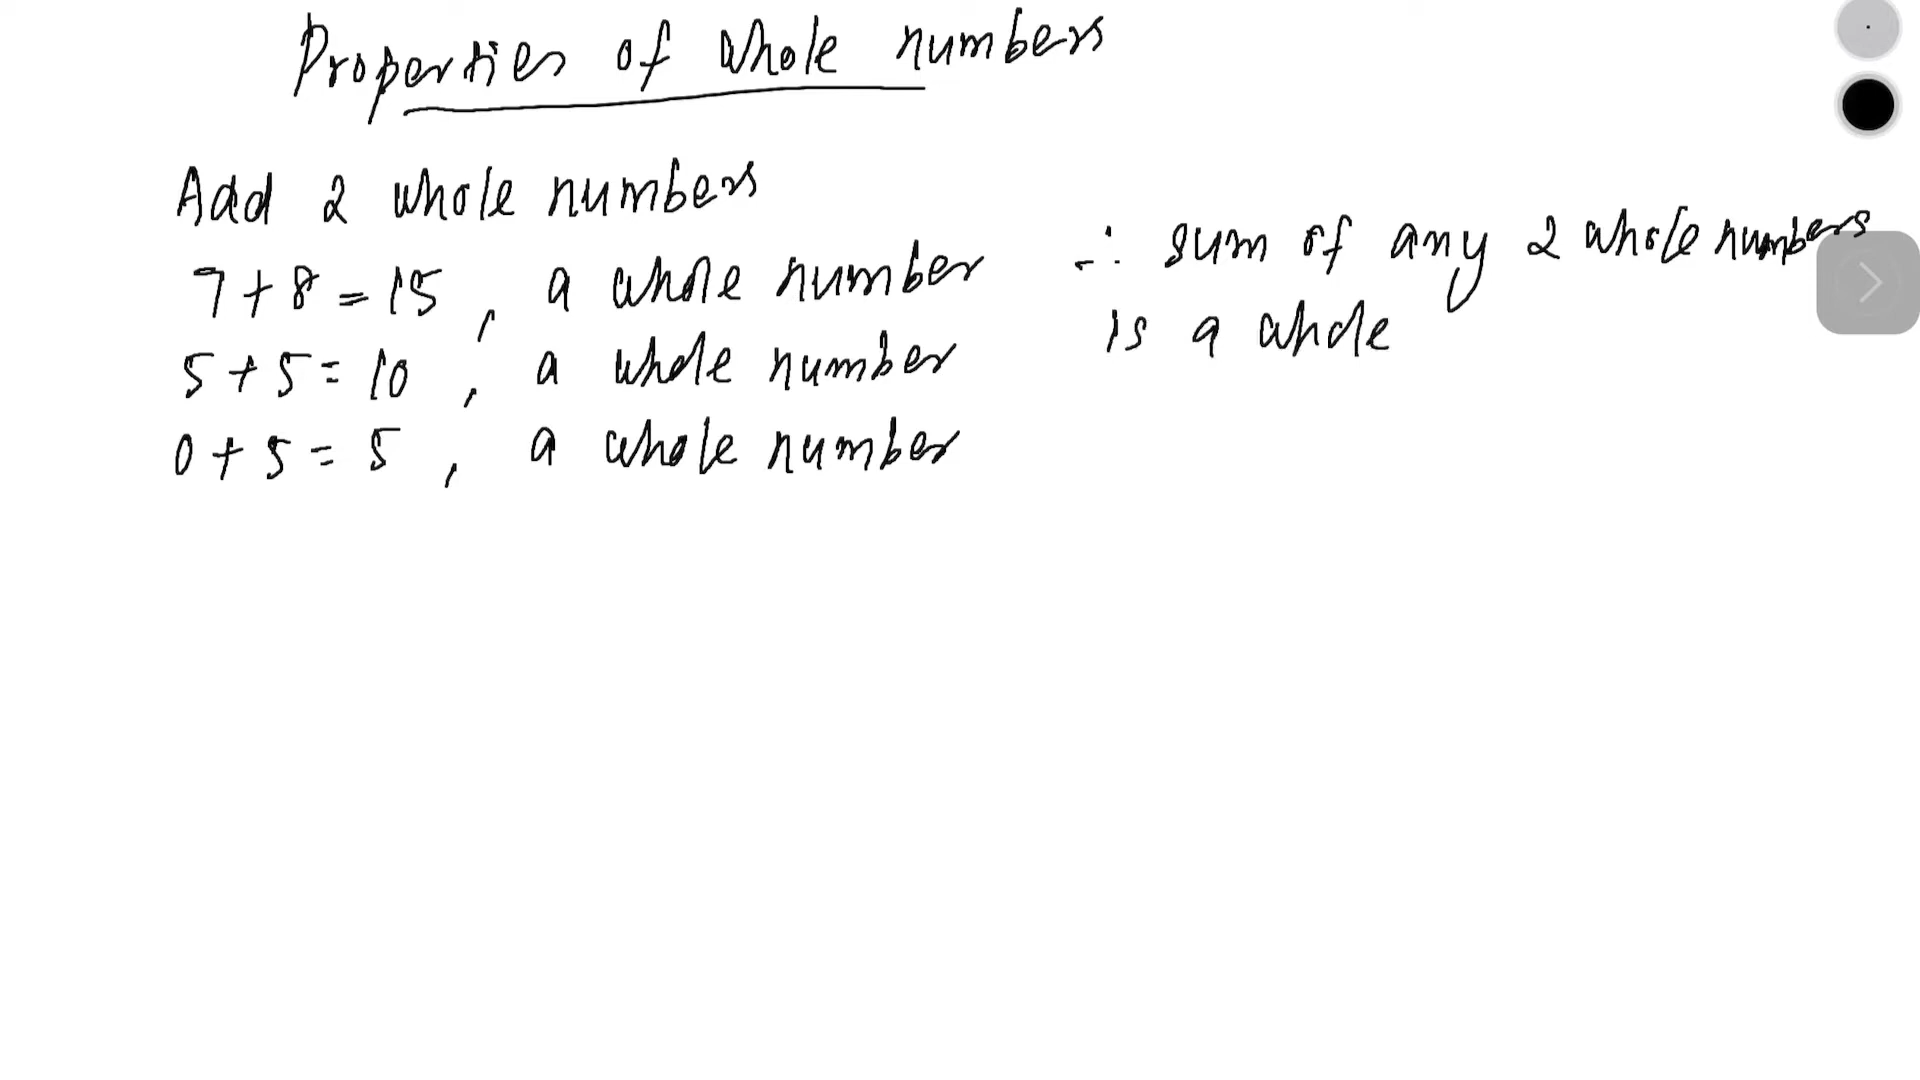 Properties of whole numbers
Add 2 whole numbers
7 + 8 = 15 , a whole number
5 + 5 = 10 , a whole number
0 + 5 = 5 , a whole number
∴ sum of any 2 whole numbers
is a whole